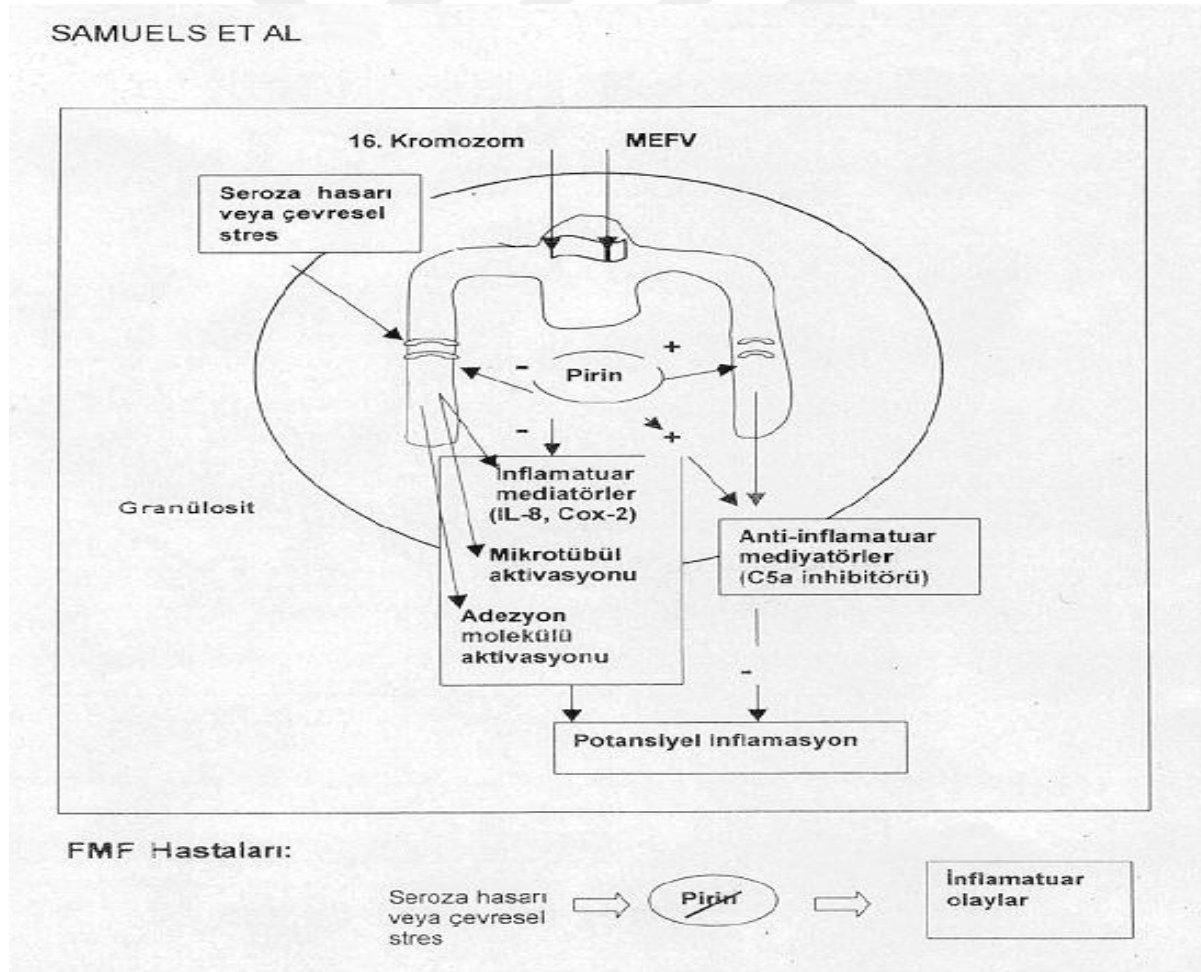 SAMUELS ET AL
16. Kromozom
MEFV
Seroza hasarı
veya çevresel
stres
-
+
Pirin
-
+
Granülosit
İnflamatuar
mediatörler
(IL-8, Cox-2)
Mikrotübül
aktivasyonu
Adezyon
molekülü
aktivasyonu
Anti-inflamatuar
mediyatörler
(C5a inhibitörü)
-
Potansiyel inflamasyon
FMF Hastaları:
Seroza hasarı
veya çevresel
stres
Pirin
İnflamatuar
olaylar